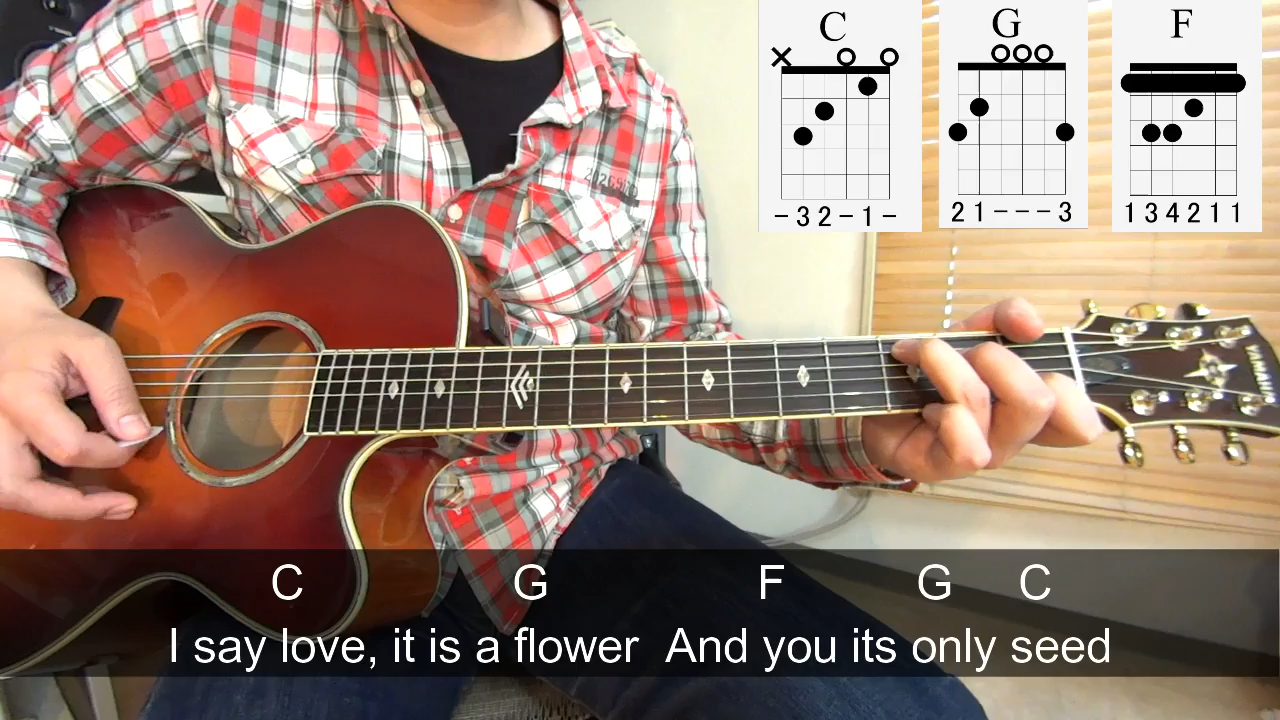 C G F
- 3 2 - 1 -
2 1 - - - 3
1 3 4 2 1 1
YAMAHA
C G F G C
I say love, it is a flower And you its only seed